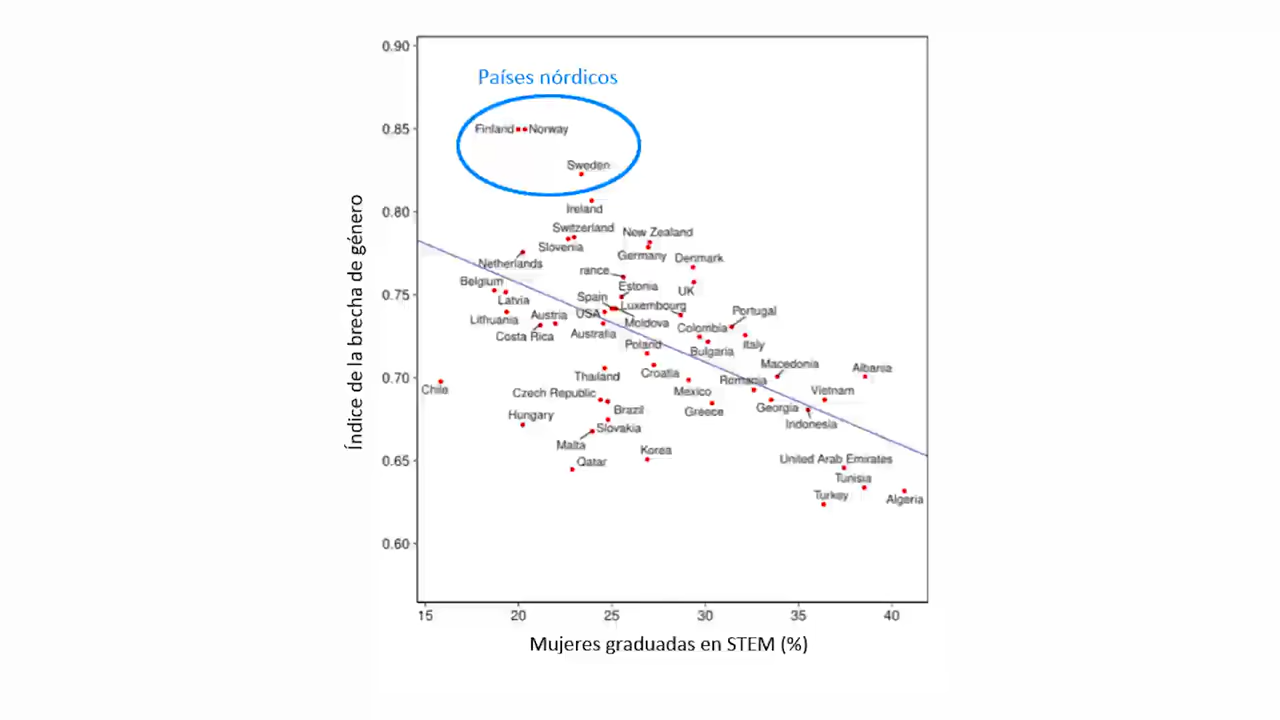 0.90
Países nórdicos
0.85
Finland Norway
Sweden
0.80
Ireland
Switzerland
New Zealand
Slovenia
Germany
Denmark
Netherlands
rance
Belgium
Estonia
UK
0.75
Latvia
Spain
Luxembourg
Portugal
Lithuania
Austria
USA
Moldova
Costa Rica
Australia
Colombia
Italy
Poland
Bulgaria
Macedonia
Albania
0.70
Thailand
Croatia
Romania
Chile
Czech Republic
Mexico
Vietnam
Hungary
Brazil
Greece
Georgia
Slovakia
Indonesia
Malta
Korea
0.65
Qatar
United Arab Emirates
Tunisia
Turkey
Algeria
0.60
Índice de la brecha de género
15 20 25 30 35 40
Mujeres graduadas en STEM (%)